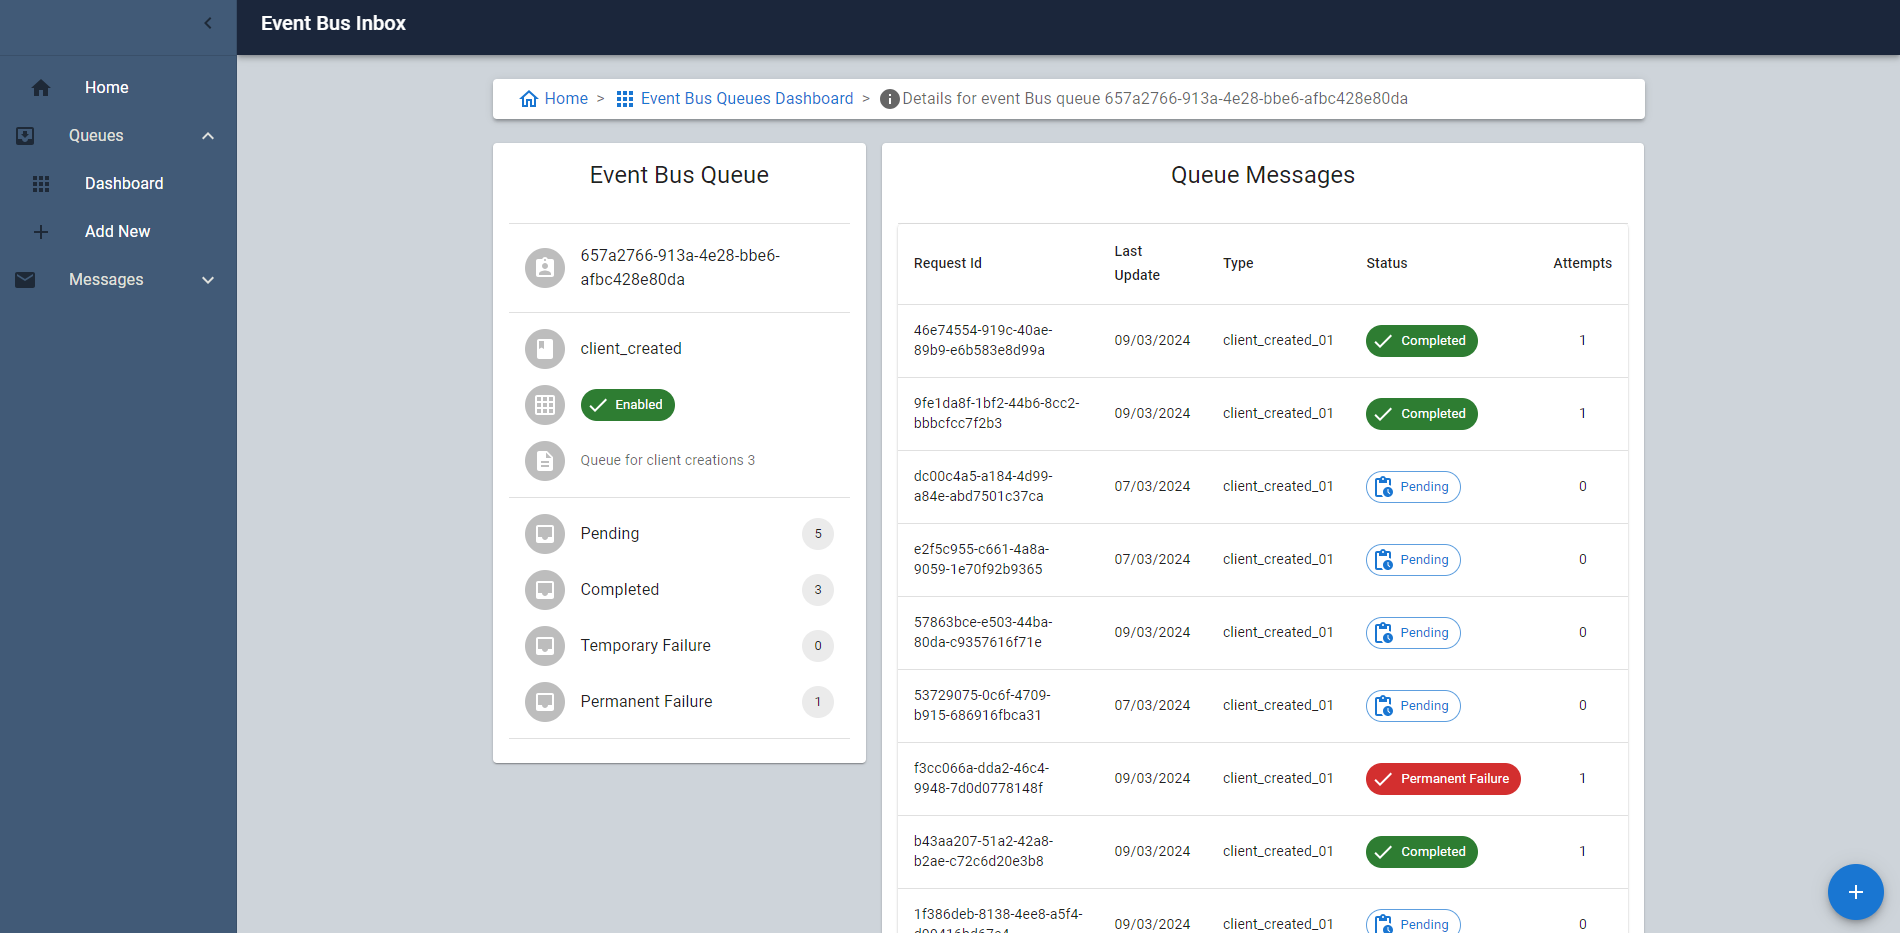 Event Bus Inbox
Home
Queues
Dashboard
Add New
Messages
Home > Event Bus Queues Dashboard > Details for event Bus queue 657a2766-913a-4e28-bbe6-afbc428e80da
Event Bus Queue
657a2766-913a-4e28-bbe6-
afbc428e80da
client_created
Enabled
Queue for client creations 3
Pending 5
Completed 3
Temporary Failure 0
Permanent Failure 1
Queue Messages
Request Id Last Update Type Status Attempts
46e74554-919c-40ae-
89b9-e6b583e8d99a 09/03/2024 client_created_01 Completed 1
9fe1da8f-1bf2-44b6-8cc2-
bbbcfcc7f2b3 09/03/2024 client_created_01 Completed 1
dc00c4a5-a184-4d99-
a84e-abd7501c37ca 07/03/2024 client_created_01 Pending 0
e2f5c955-c661-4a8a-
9059-1e70f92b9365 07/03/2024 client_created_01 Pending 0
57863bce-e503-44ba-
80da-c9357616f71e 09/03/2024 client_created_01 Pending 0
53729075-0c6f-4709-
b915-686916fbca31 07/03/2024 client_created_01 Pending 0
f3cc066a-dda2-46c4-
9948-7d0d0778148f 09/03/2024 client_created_01 Permanent Failure 1
b43aa207-51a2-42a8-
b2ae-c72c6d20e3b8 09/03/2024 client_created_01 Completed 1
1f386deb-8138-4ee8-a5f4-
09/03/2024 client_created_01 Pending 0